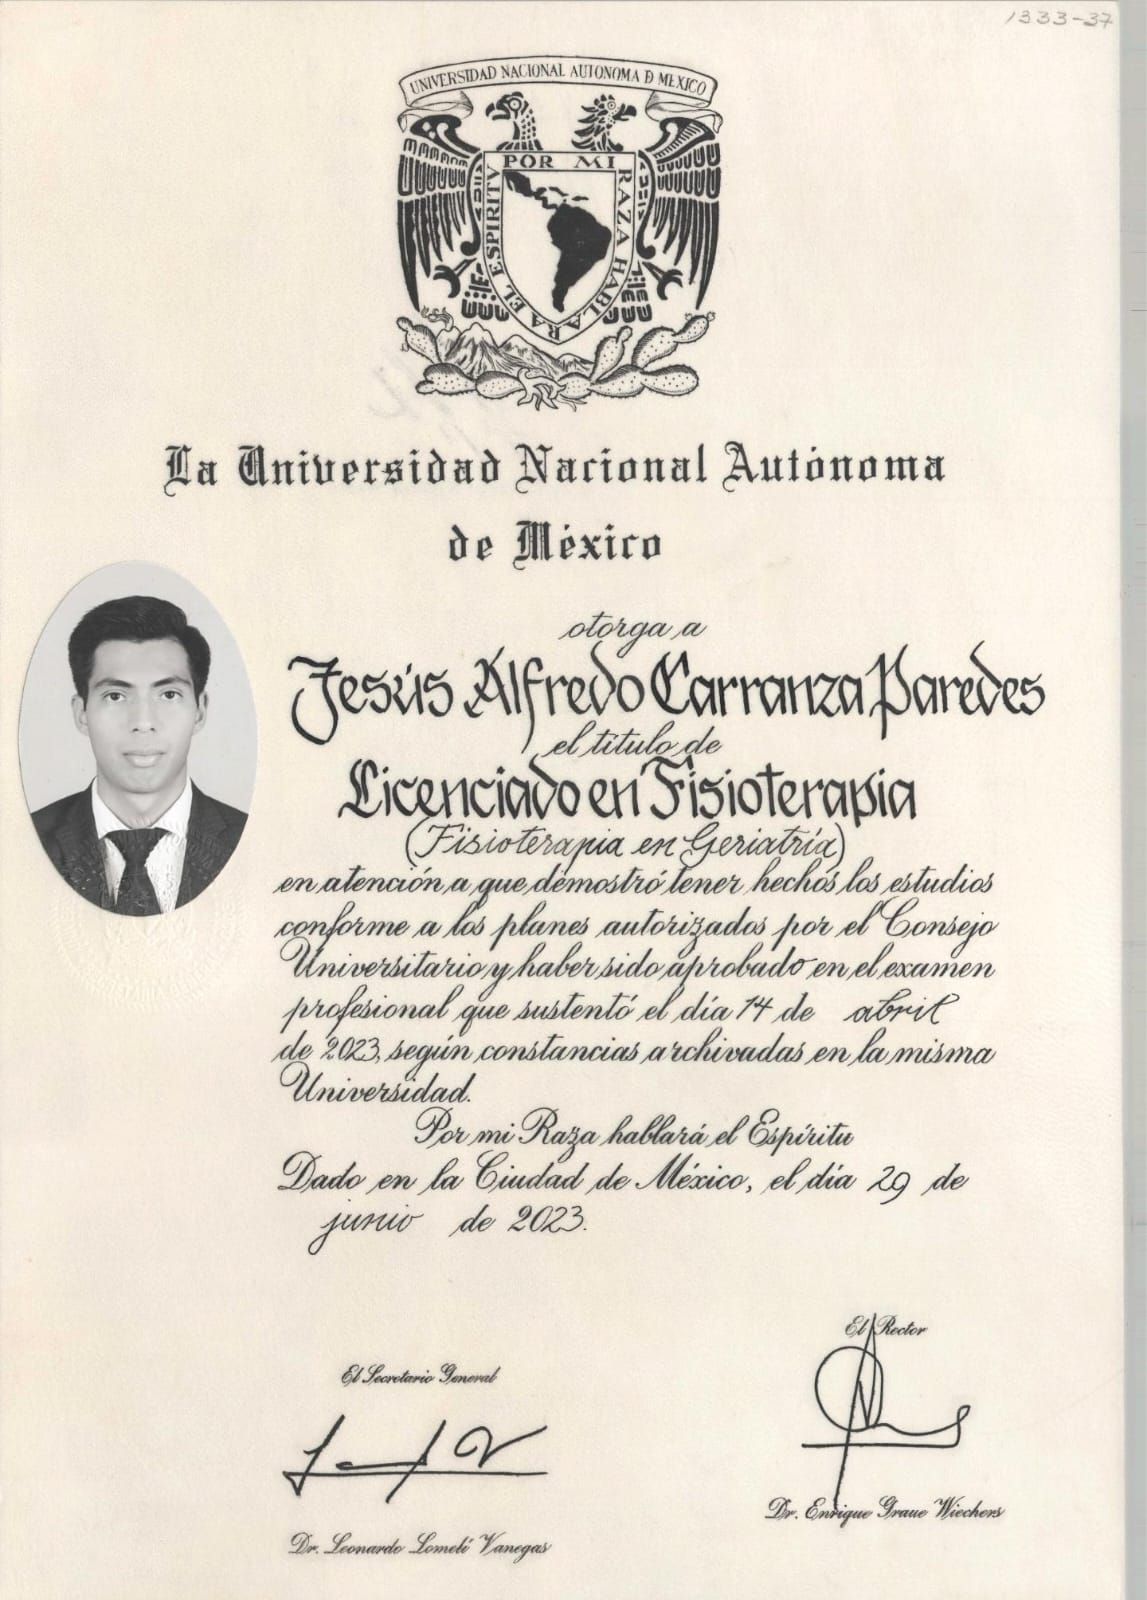 1333-37
UNIVERSIDAD NACIONAL AUTONOMA D MEXICO
POR MI RAZA HABLARA EL ESPIRITU
La Universidad Nacional Autónoma
de México
otorga a
Jesús Alfredo Carranza Paredes
el título de
Licenciado en Fisioterapia
(Fisioterapia en Geriatría)
en atención a que demostró tener hechos los estudios
conforme a los planes autorizados por el Consejo
Universitario y haber sido aprobado en el examen
profesional que sustentó el día 14 de abril
de 2023, según constancias archivadas en la misma
Universidad.
Por mi Raza hablará el Espíritu
Dado en la Ciudad de México, el día 29 de
junio de 2023.
El Rector
El Secretario General
Dr. Enrique Graue Wiechers
Dr. Leonardo Lomelí Vanegas